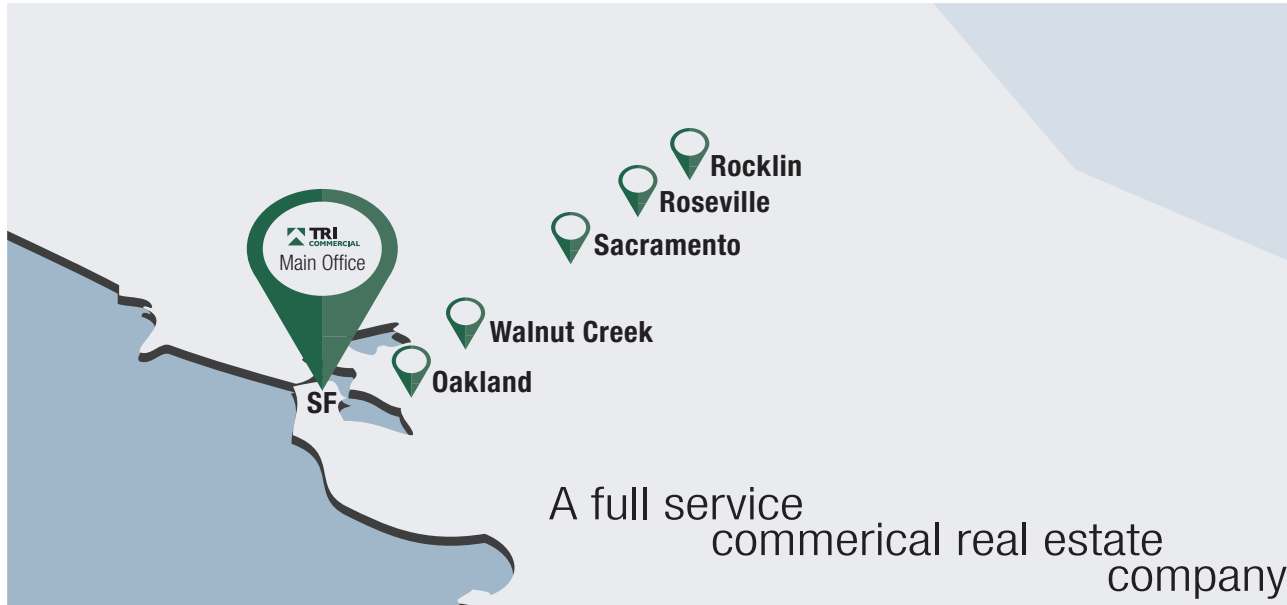 Rocklin
Roseville
Sacramento
TRI
COMMERCIAL
Main Office
Walnut Creek
Oakland
SF
A full service
commerical real estate
company